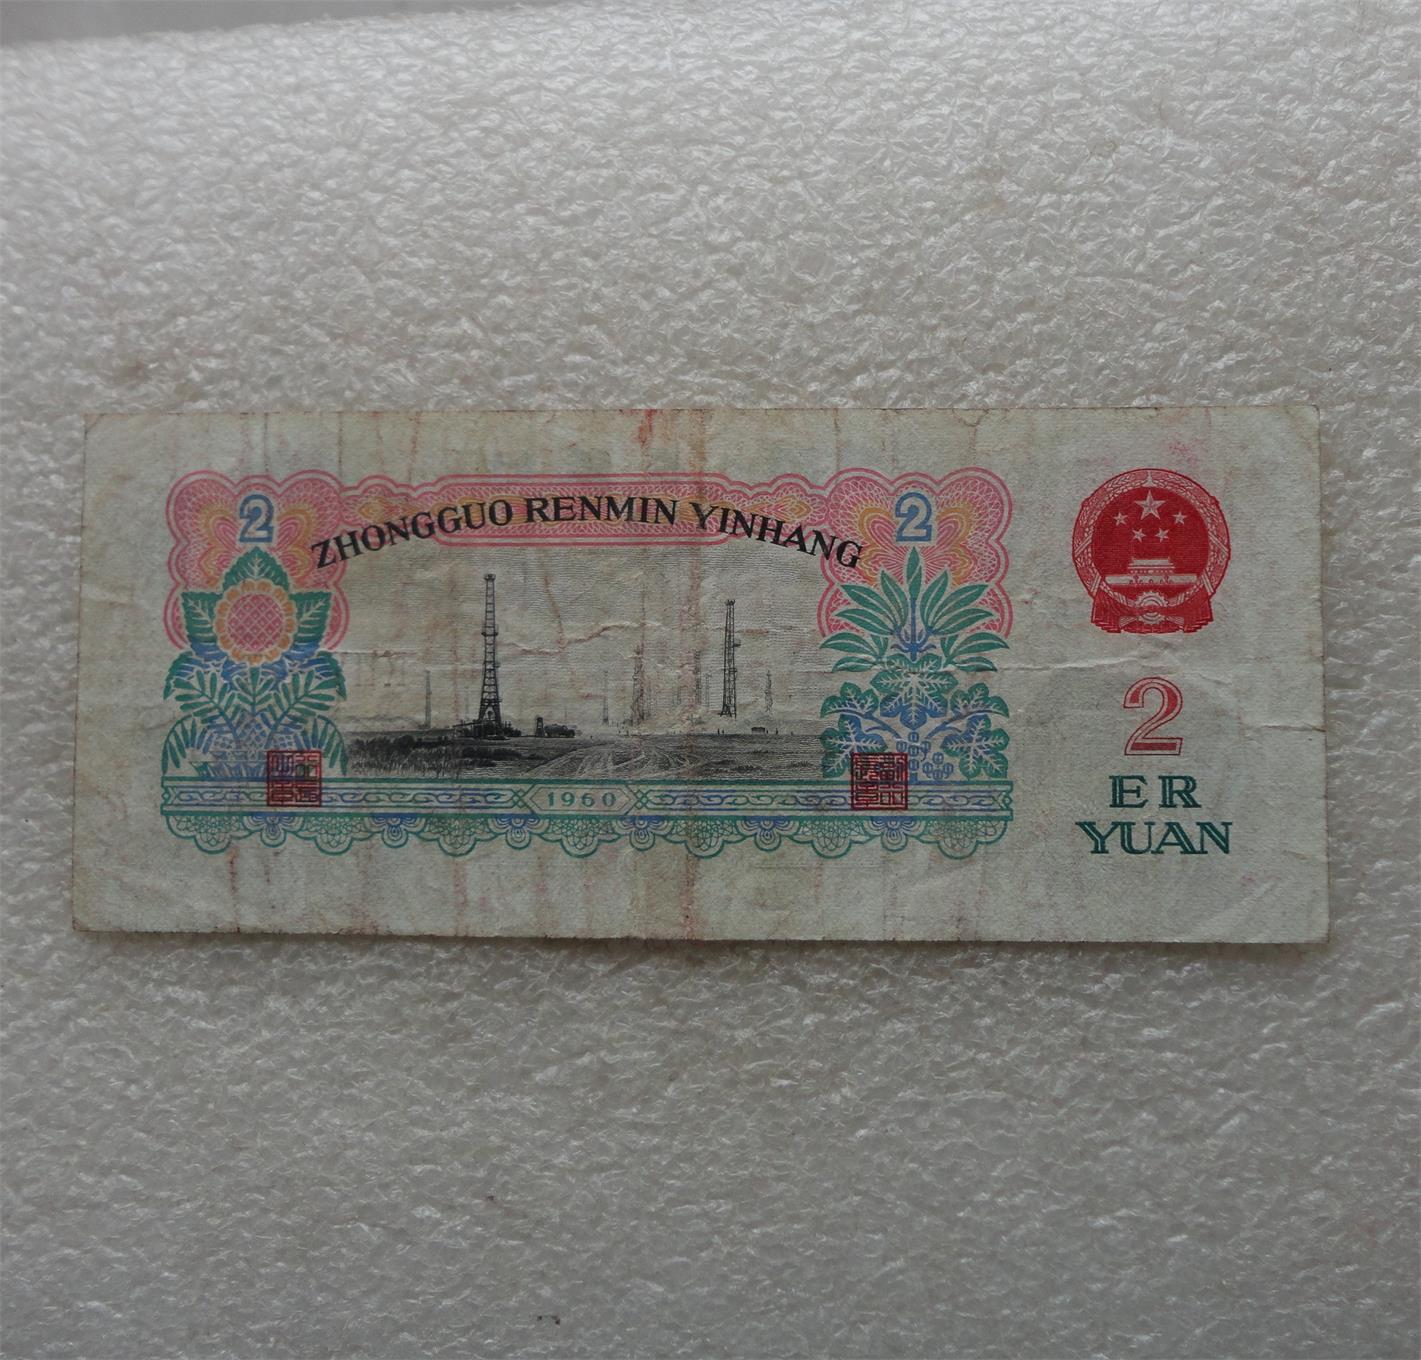 2
ZHONGGUO RENMIN YINHANG
2
1960
2
ER
YUAN